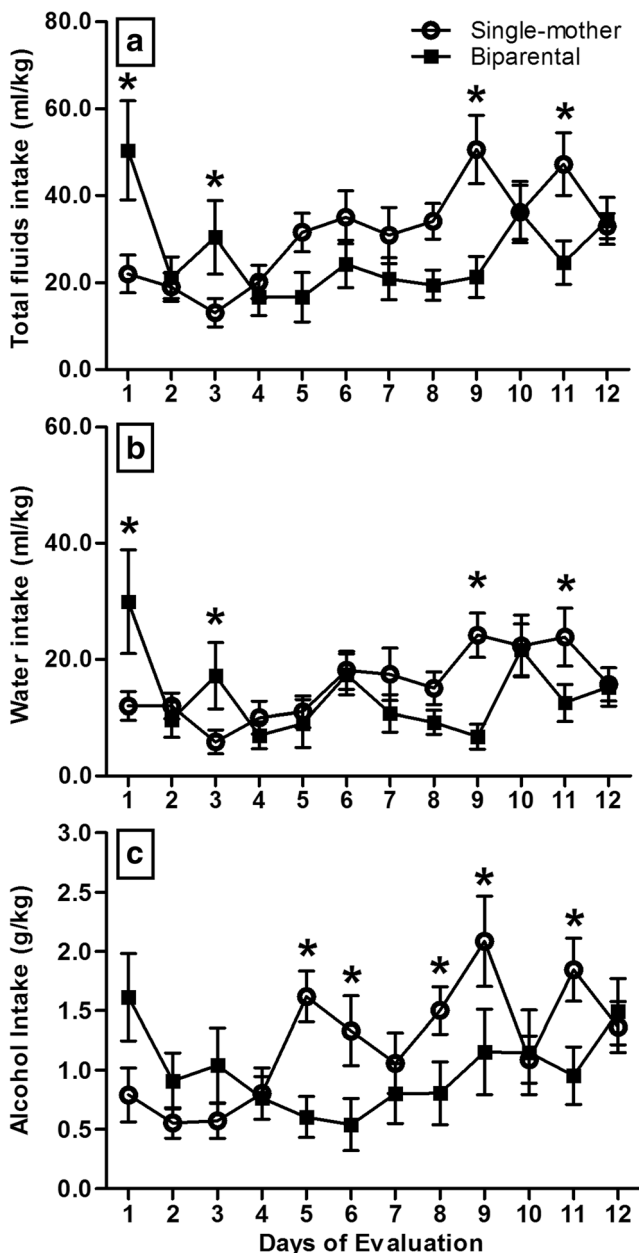 a
Single-mother
Biparental
Total fluids intake (ml/kg)
80.0
60.0
40.0
20.0
0.0
* * * *
1 2 3 4 5 6 7 8 9 10 11 12
b
Water intake (ml/kg)
60.0
40.0
20.0
0.0
* * * *
1 2 3 4 5 6 7 8 9 10 11 12
c
Alcohol Intake (g/kg)
3.0
2.5
2.0
1.5
1.0
0.5
0.0
* * * * *
1 2 3 4 5 6 7 8 9 10 11 12
Days of Evaluation